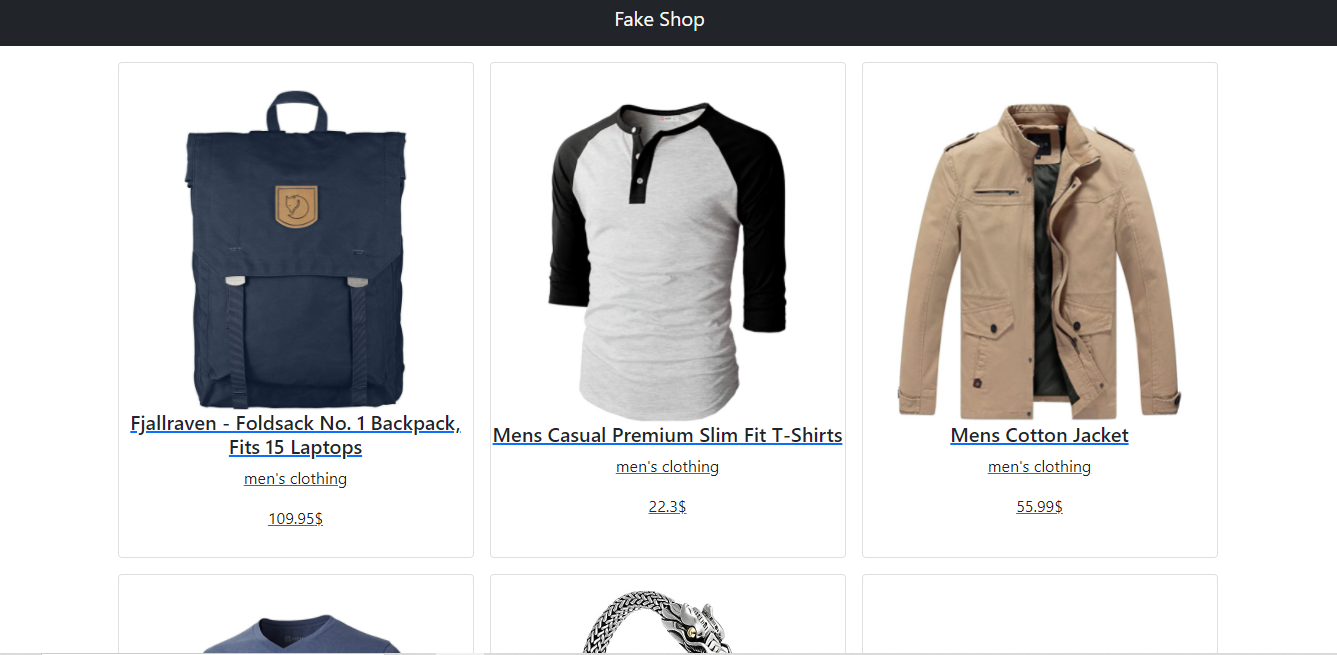 Fake Shop
Fjallraven - Foldsack No. 1 Backpack,
Fits 15 Laptops
men's clothing
109.95$
Mens Casual Premium Slim Fit T-Shirts
men's clothing
22.3$
Mens Cotton Jacket
men's clothing
55.99$